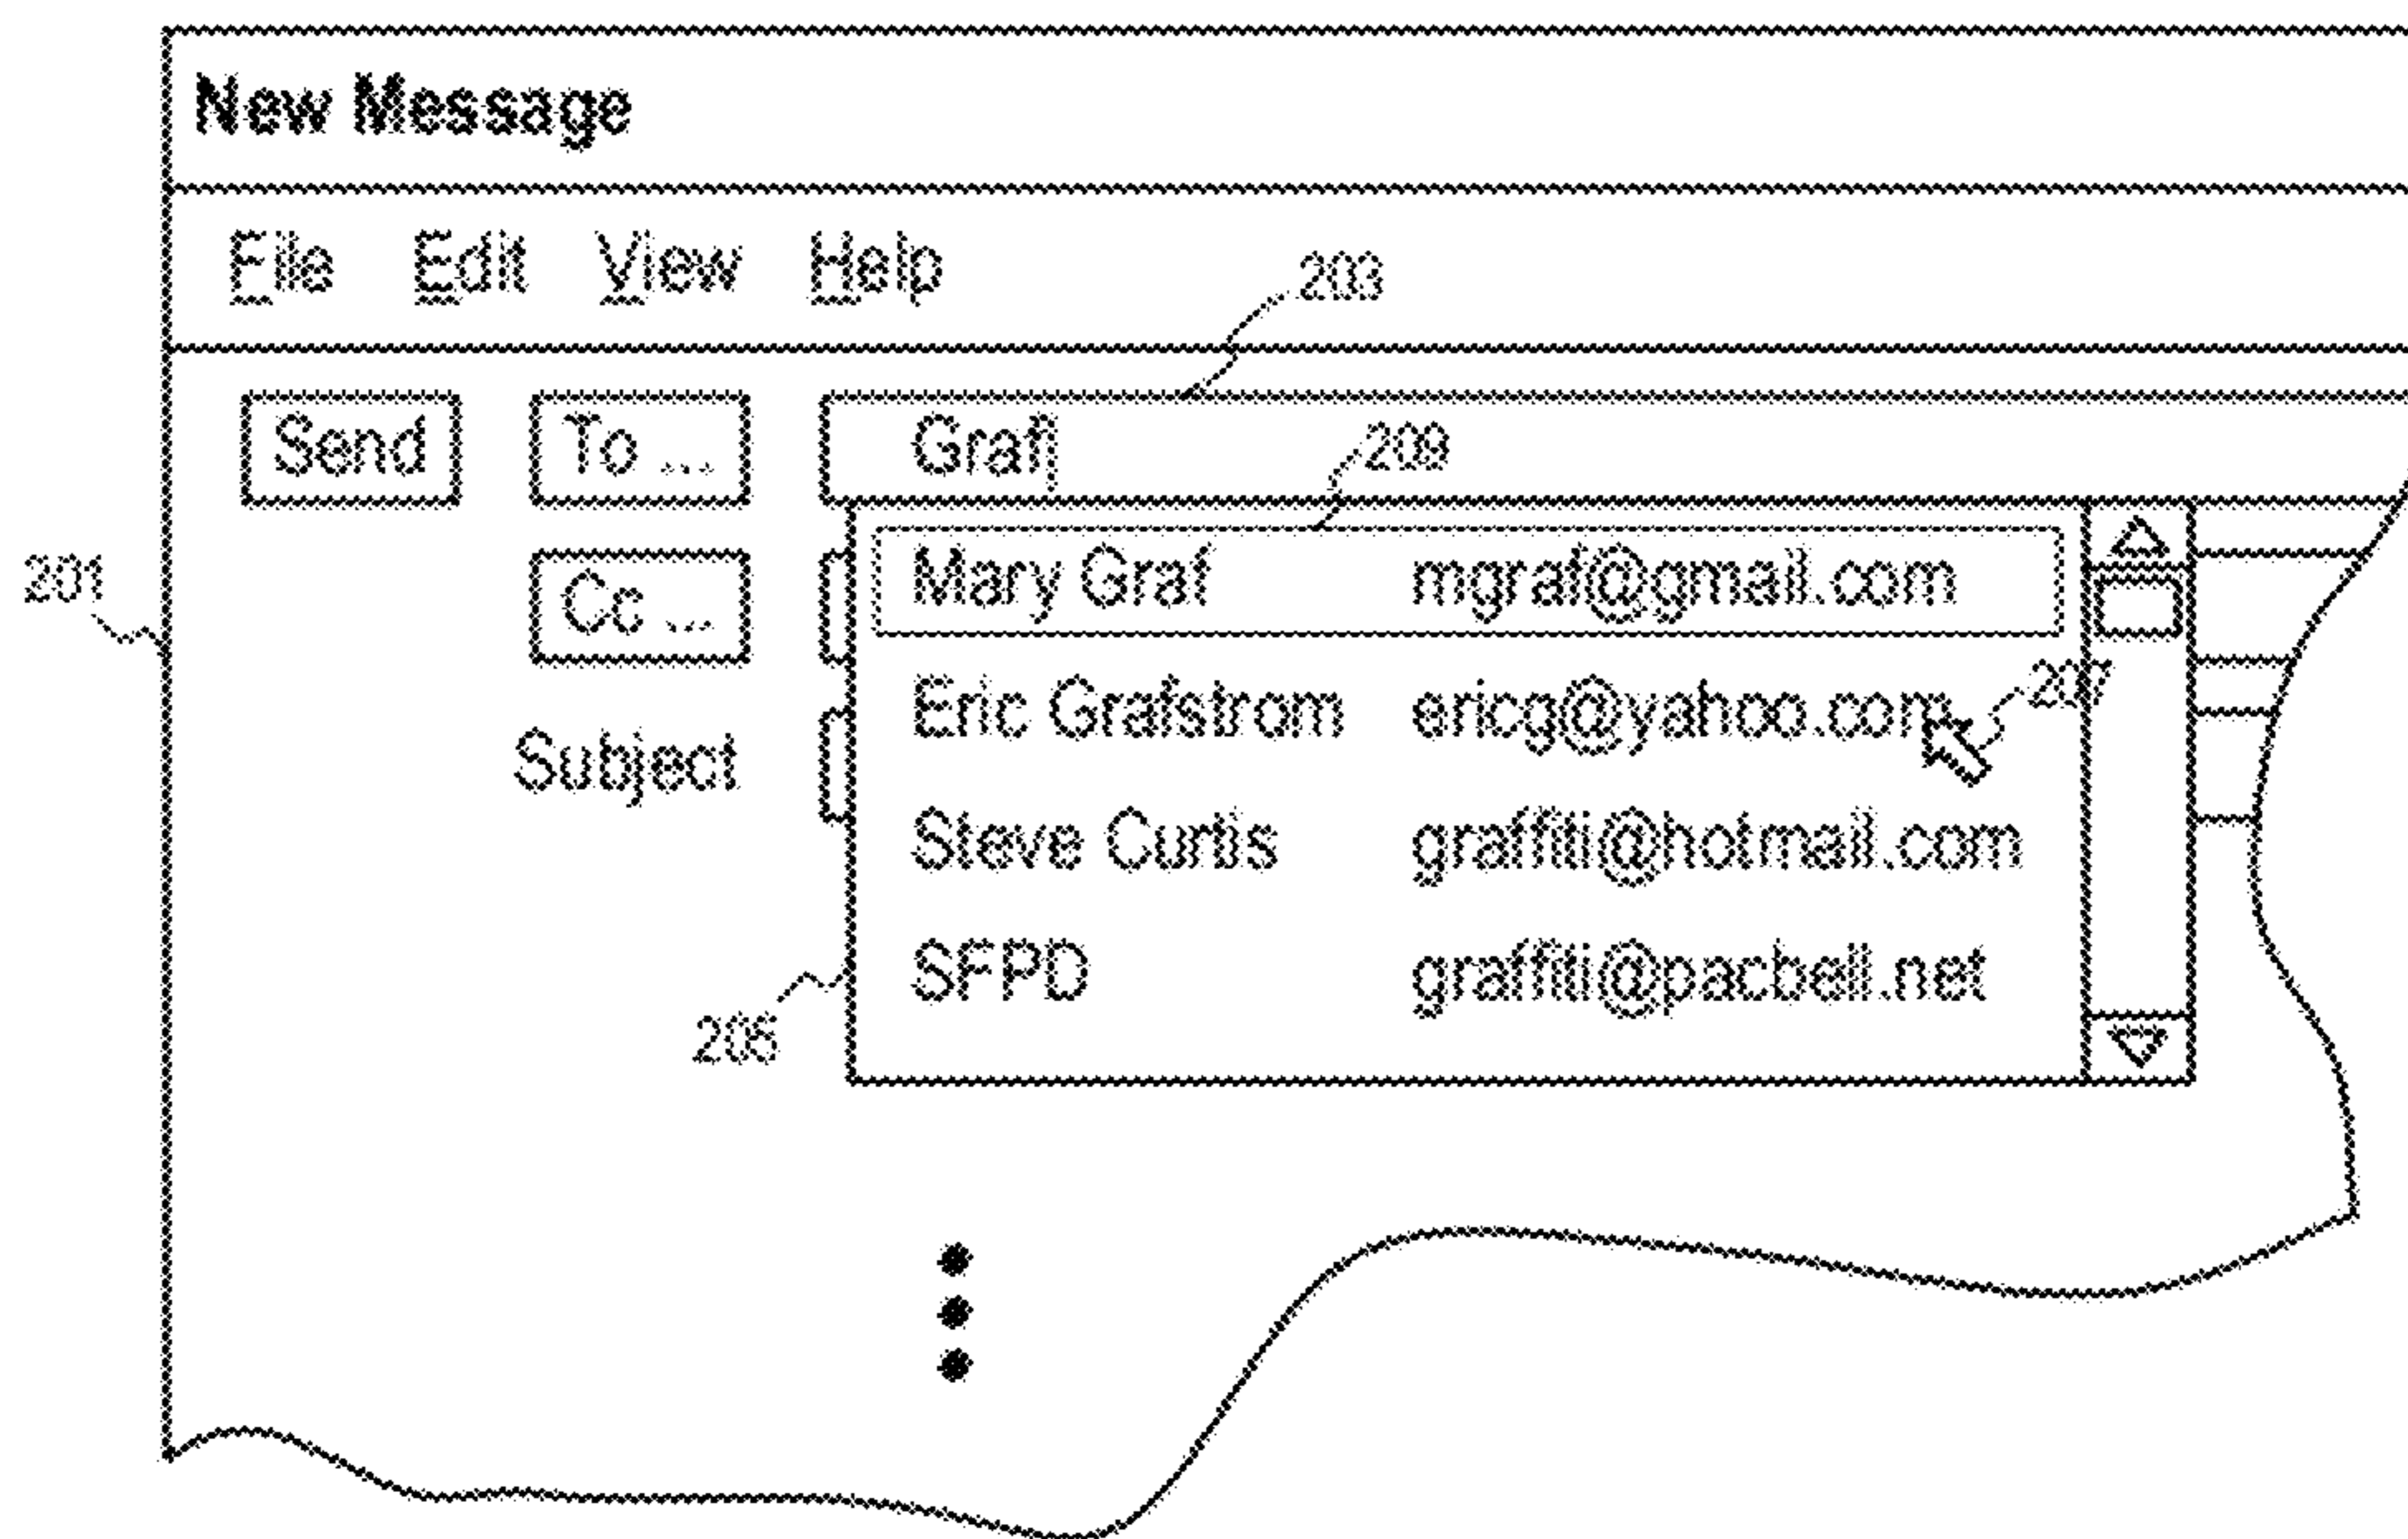 New Message
File Edit View Help
203
Send To ... Graf
209
Mary Graf mgraf@gmail.com
201
Cc ...
Eric Grafstrom ericg@yahoo.com
207
Subject
Steve Curtis graffiti@hotmail.com
SFPD graffiti@pacbell.net
205